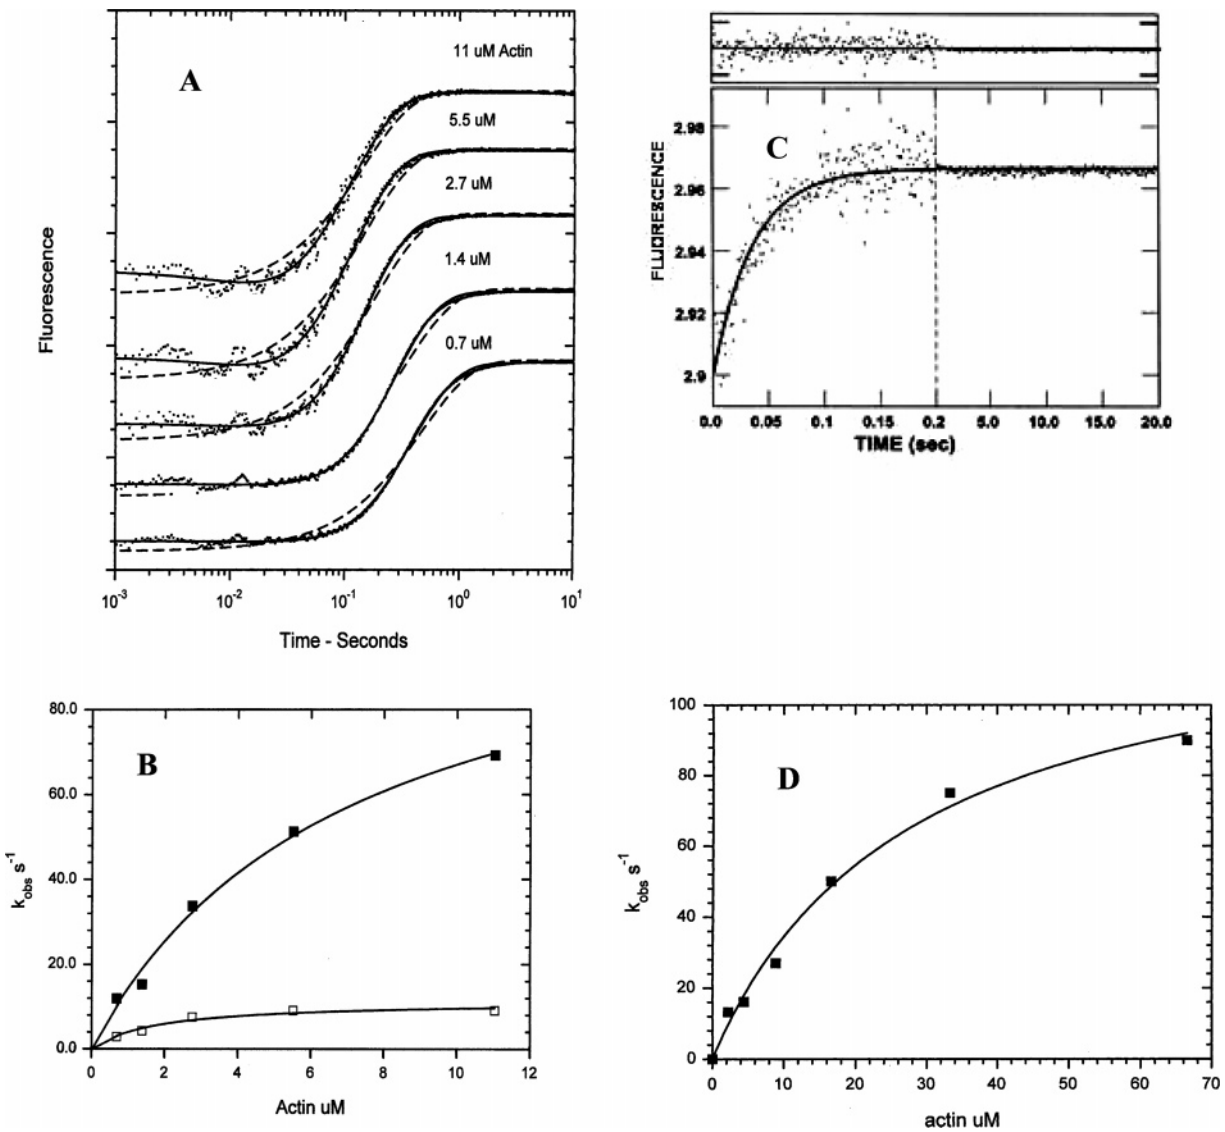 A
11 uM Actin
5.5 uM
2.7 uM
1.4 uM
0.7 uM
Fluorescence
10⁻³ 10⁻² 10⁻¹ 10⁰ 10¹
Time - Seconds
C
FLUORESCENCE
2.98
2.96
2.94
2.92
2.9
0.0 0.05 0.1 0.15 0.2 5.0 10.0 15.0 20.0
TIME (sec)
B
k_obs s⁻¹
80.0
60.0
40.0
20.0
0.0
0 2 4 6 8 10 12
Actin uM
D
k_obs s⁻¹
100
80
60
40
20
0
0 10 20 30 40 50 60 70
actin uM